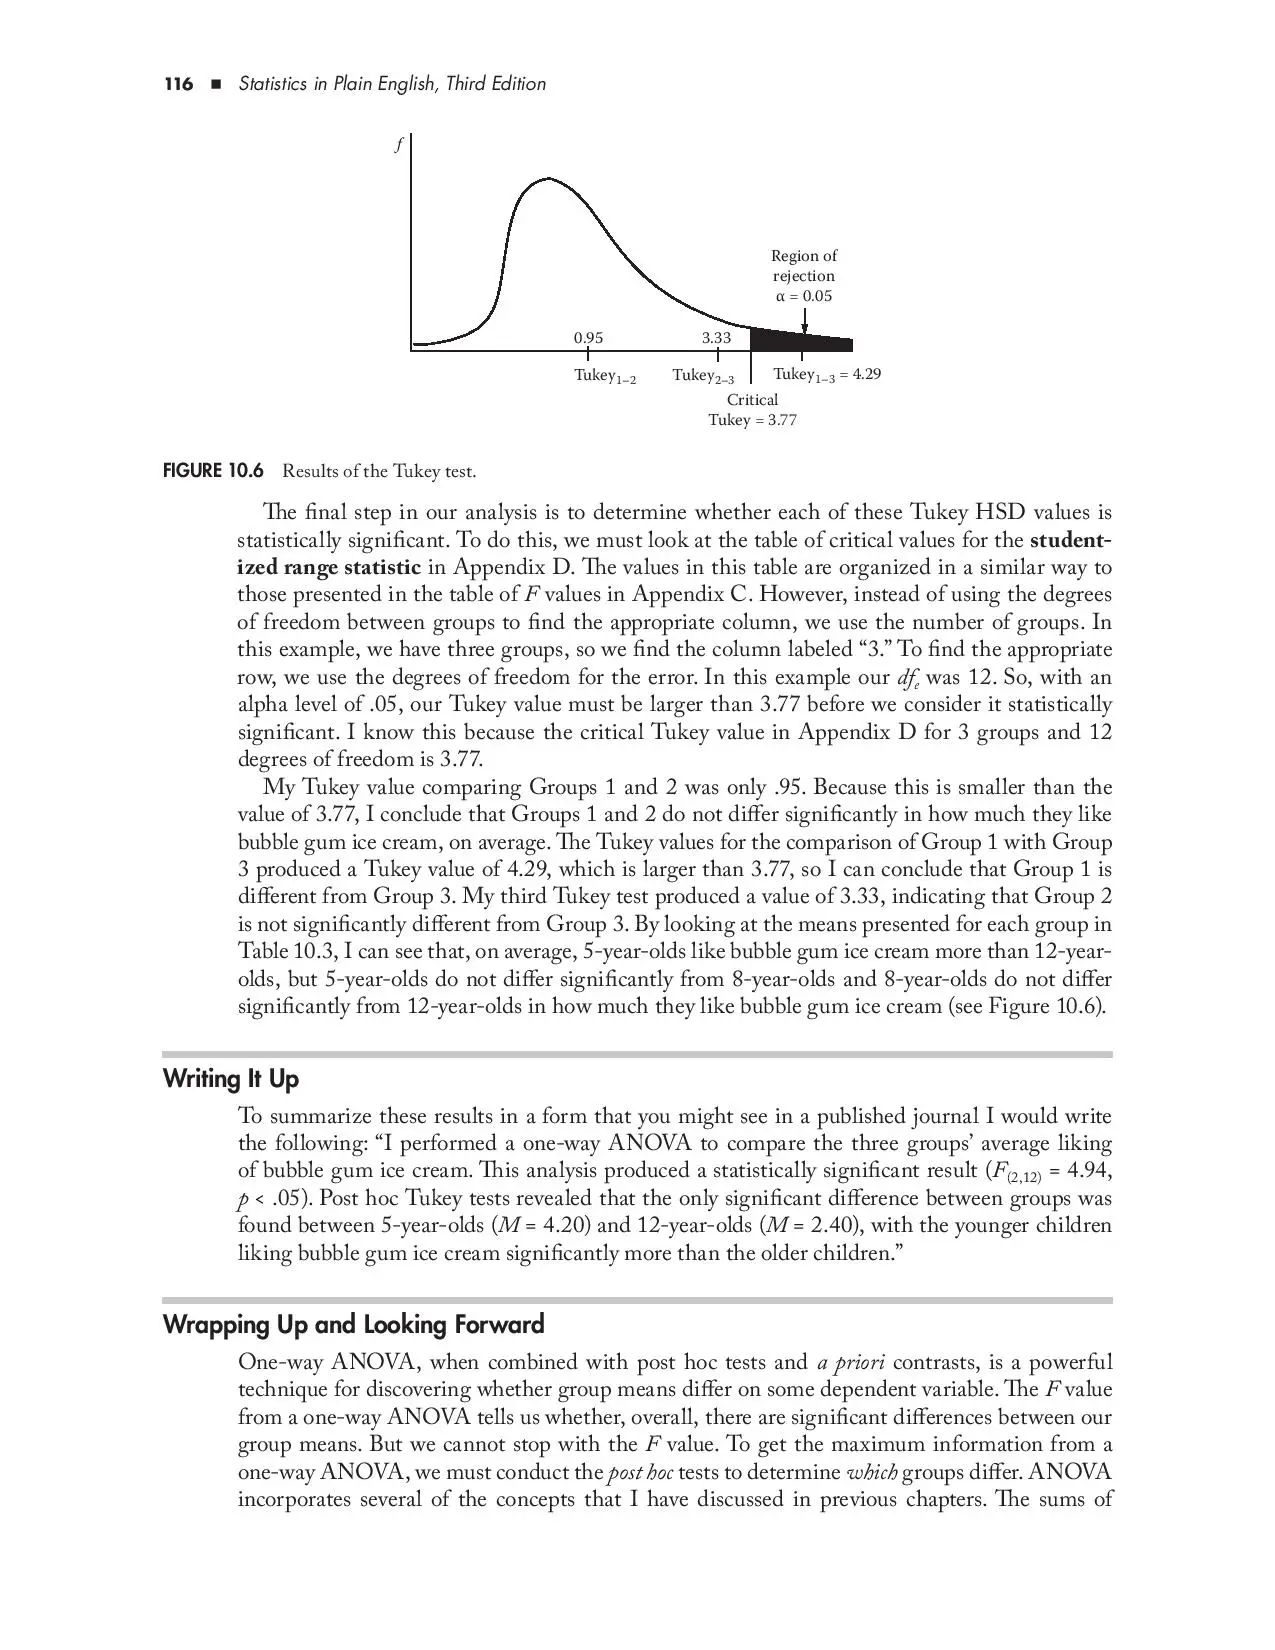 116 ■ Statistics in Plain English, Third Edition
f
Region of
rejection
α = 0.05
0.95
3.33
Tukey1–2
Tukey2–3
Tukey1–3 = 4.29
Critical
Tukey = 3.77
FIGURE 10.6 Results of the Tukey test.
The final step in our analysis is to determine whether each of these Tukey HSD values is
statistically significant. To do this, we must look at the table of critical values for the student-
ized range statistic in Appendix D. The values in this table are organized in a similar way to
those presented in the table of F values in Appendix C. However, instead of using the degrees
of freedom between groups to find the appropriate column, we use the number of groups. In
this example, we have three groups, so we find the column labeled “3.” To find the appropriate
row, we use the degrees of freedom for the error. In this example our dfe was 12. So, with an
alpha level of .05, our Tukey value must be larger than 3.77 before we consider it statistically
significant. I know this because the critical Tukey value in Appendix D for 3 groups and 12
degrees of freedom is 3.77.
My Tukey value comparing Groups 1 and 2 was only .95. Because this is smaller than the
value of 3.77, I conclude that Groups 1 and 2 do not differ significantly in how much they like
bubble gum ice cream, on average. The Tukey values for the comparison of Group 1 with Group
3 produced a Tukey value of 4.29, which is larger than 3.77, so I can conclude that Group 1 is
different from Group 3. My third Tukey test produced a value of 3.33, indicating that Group 2
is not significantly different from Group 3. By looking at the means presented for each group in
Table 10.3, I can see that, on average, 5-year-olds like bubble gum ice cream more than 12-year-
olds, but 5-year-olds do not differ significantly from 8-year-olds and 8-year-olds do not differ
significantly from 12-year-olds in how much they like bubble gum ice cream (see Figure 10.6).
Writing It Up
To summarize these results in a form that you might see in a published journal I would write
the following: “I performed a one-way ANOVA to compare the three groups’ average liking
of bubble gum ice cream. This analysis produced a statistically significant result (F(2,12) = 4.94,
p < .05). Post hoc Tukey tests revealed that the only significant difference between groups was
found between 5-year-olds (M = 4.20) and 12-year-olds (M = 2.40), with the younger children
liking bubble gum ice cream significantly more than the older children.”
Wrapping Up and Looking Forward
One-way ANOVA, when combined with post hoc tests and a priori contrasts, is a powerful
technique for discovering whether group means differ on some dependent variable. The F value
from a one-way ANOVA tells us whether, overall, there are significant differences between our
group means. But we cannot stop with the F value. To get the maximum information from a
one-way ANOVA, we must conduct the post hoc tests to determine which groups differ. ANOVA
incorporates several of the concepts that I have discussed in previous chapters. The sums of